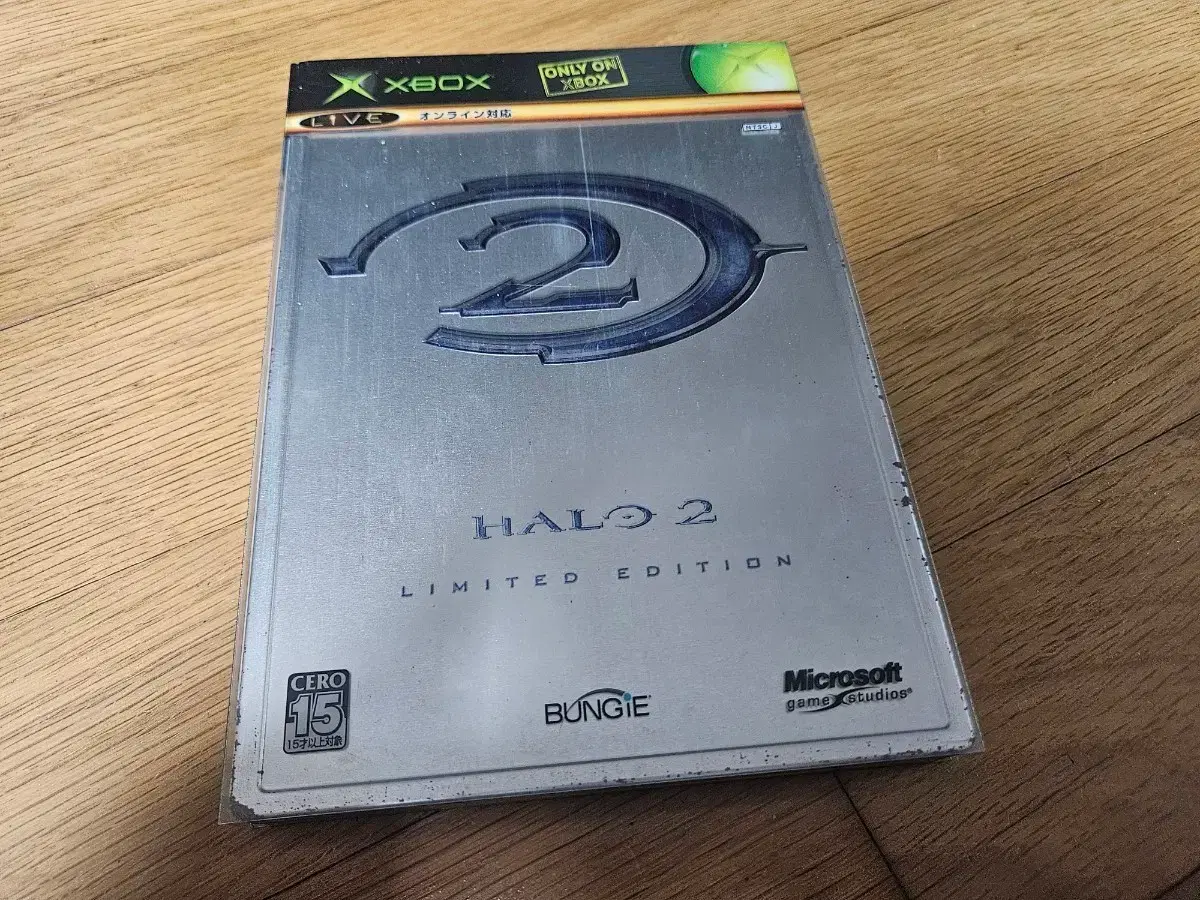 XBOX
ONLY ON
XBOX
LIVE オンライン対応
NTSC J
2
HALO 2
LIMITED EDITION
CERO
15
15才以上対象
BUNGIE
Microsoft
game studios®